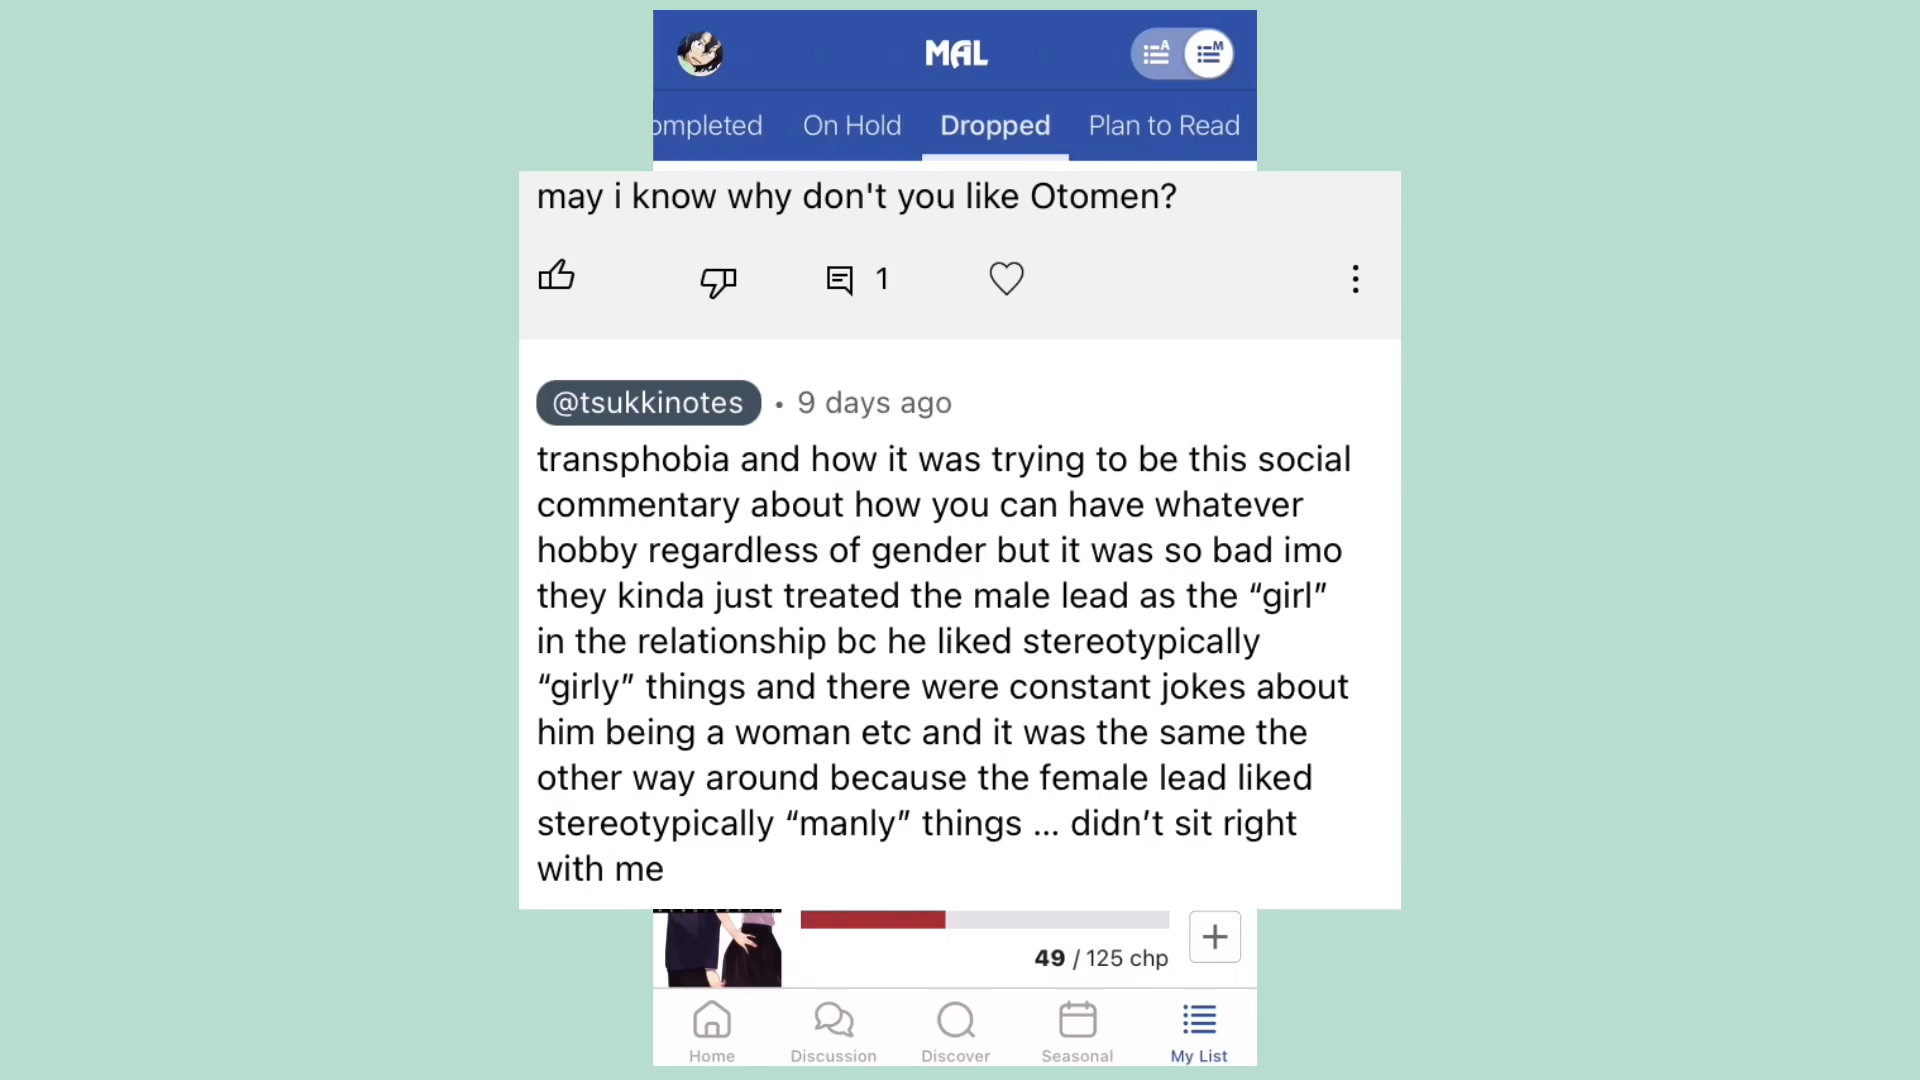 MAL
A
M
ompleted
On Hold
Dropped
Plan to Read
may i know why don't you like Otomen?
1
@tsukkinotes • 9 days ago
transphobia and how it was trying to be this social
commentary about how you can have whatever
hobby regardless of gender but it was so bad imo
they kinda just treated the male lead as the “girl”
in the relationship bc he liked stereotypically
“girly” things and there were constant jokes about
him being a woman etc and it was the same the
other way around because the female lead liked
stereotypically “manly” things ... didn’t sit right
with me
49 / 125 chp
Home
Discussion
Discover
Seasonal
My List